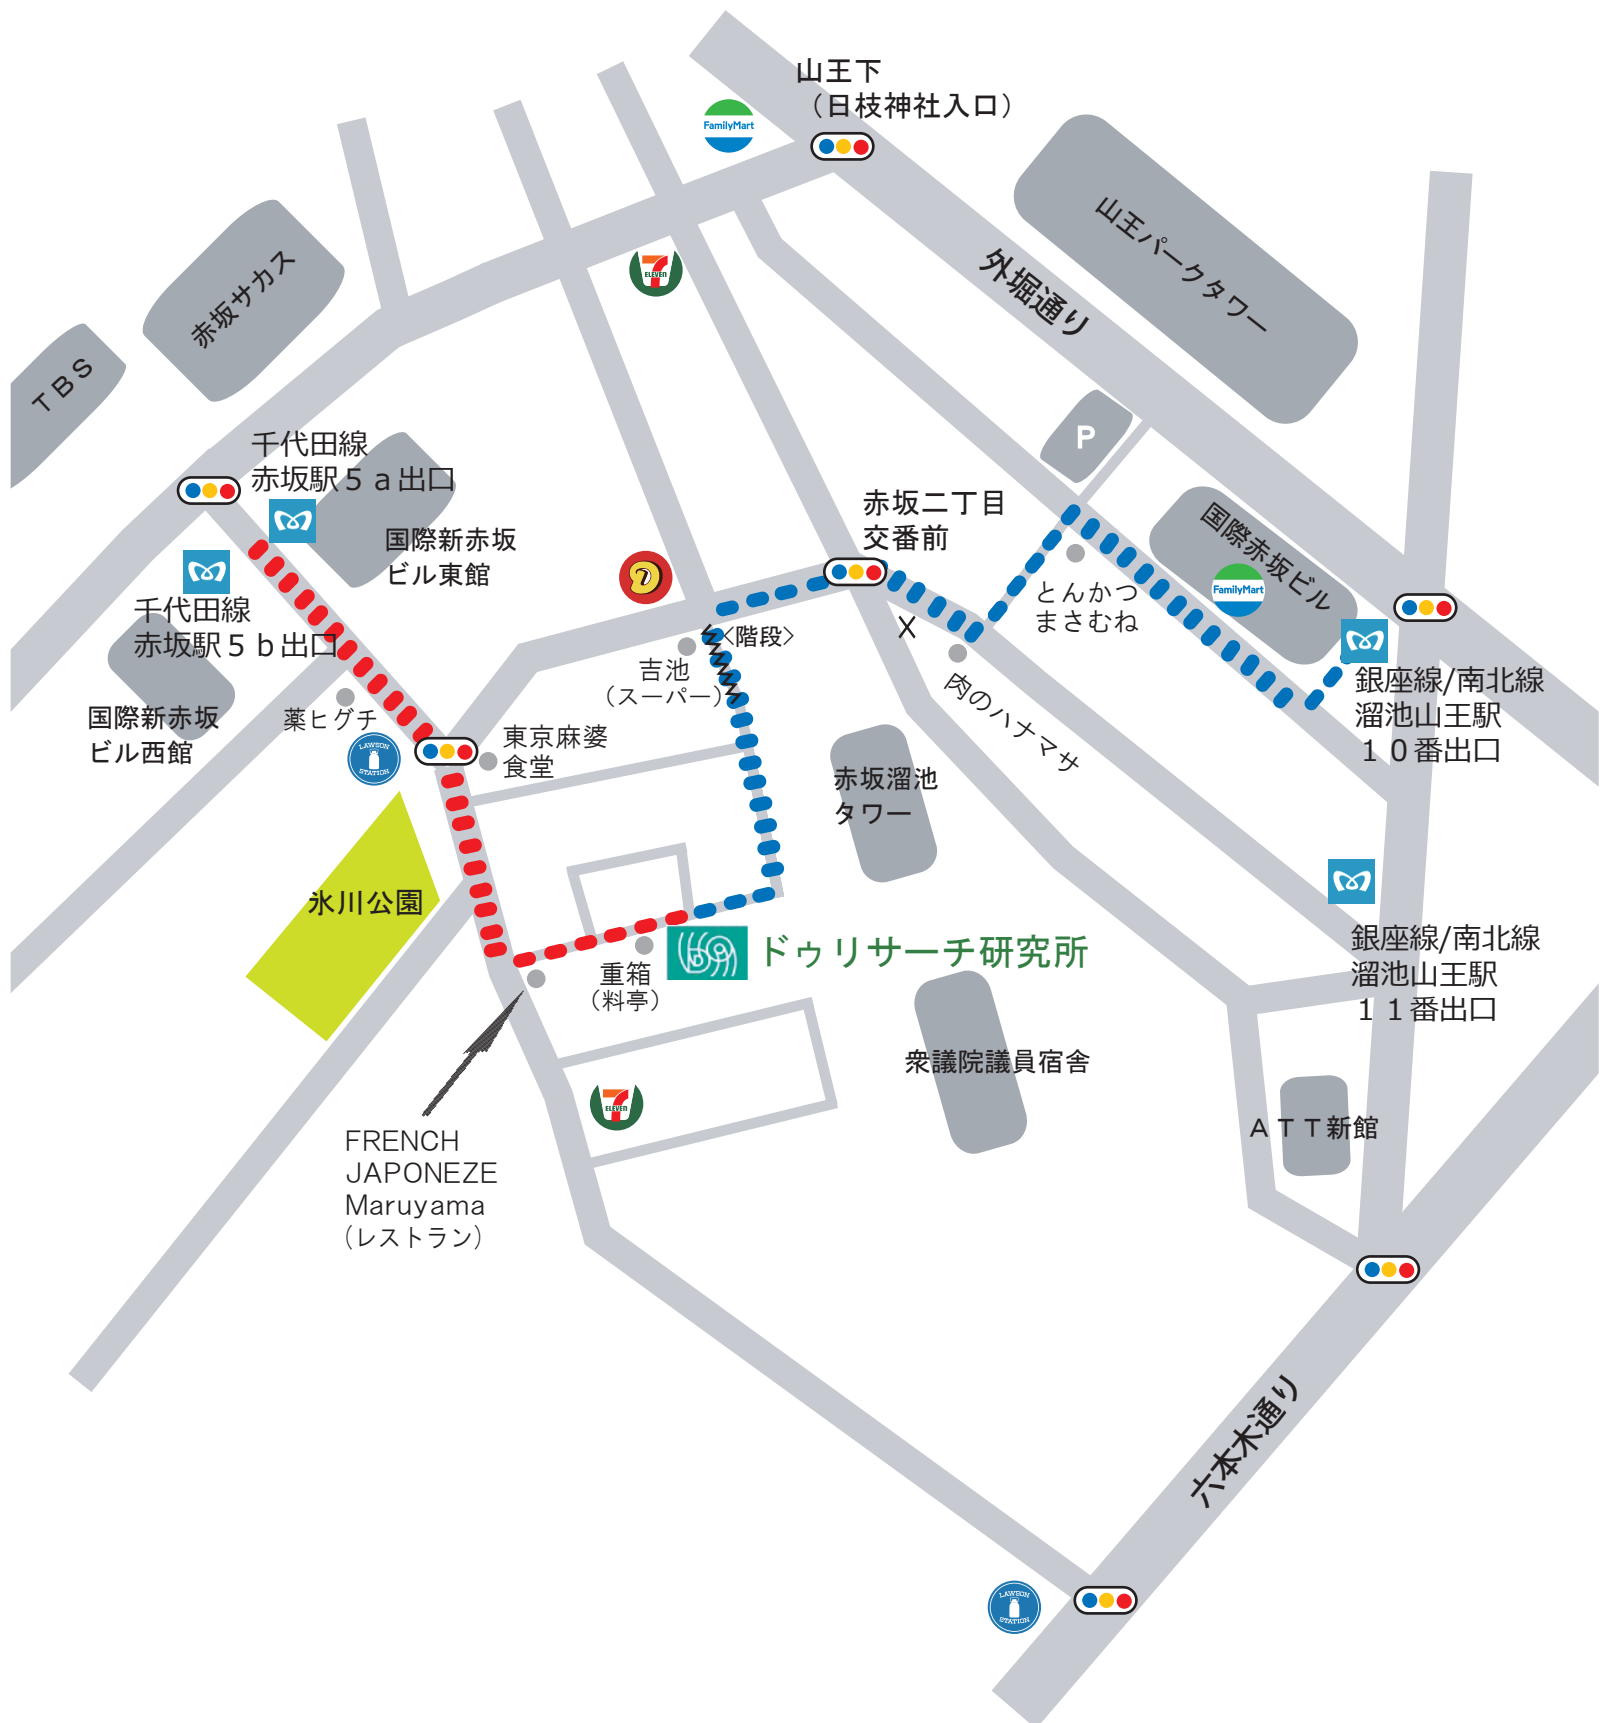 山王下
（日枝神社入口）
FamilyMart
山王パークタワー
外堀通り
赤坂サカス
ＴＢＳ
7
ELEVEN
P
千代田線
赤坂駅５ａ出口
国際新赤坂
ビル東館
赤坂二丁目
交番前
国際赤坂ビル
FamilyMart
とんかつ
まさむね
千代田線
赤坂駅５ｂ出口
国際新赤坂
ビル西館
薬ヒグチ
LAWSON
STATION
東京麻婆
食堂
<階段>
吉池
（スーパー）
肉のハナマサ
銀座線/南北線
溜池山王駅
１０番出口
赤坂溜池
タワー
氷川公園
ドゥリサーチ研究所
重箱
（料亭）
銀座線/南北線
溜池山王駅
１１番出口
衆議院議員宿舎
7
ELEVEN
ＡＴＴ新館
FRENCH
JAPONEZE
Maruyama
（レストラン）
六本木通り
LAWSON
STATION